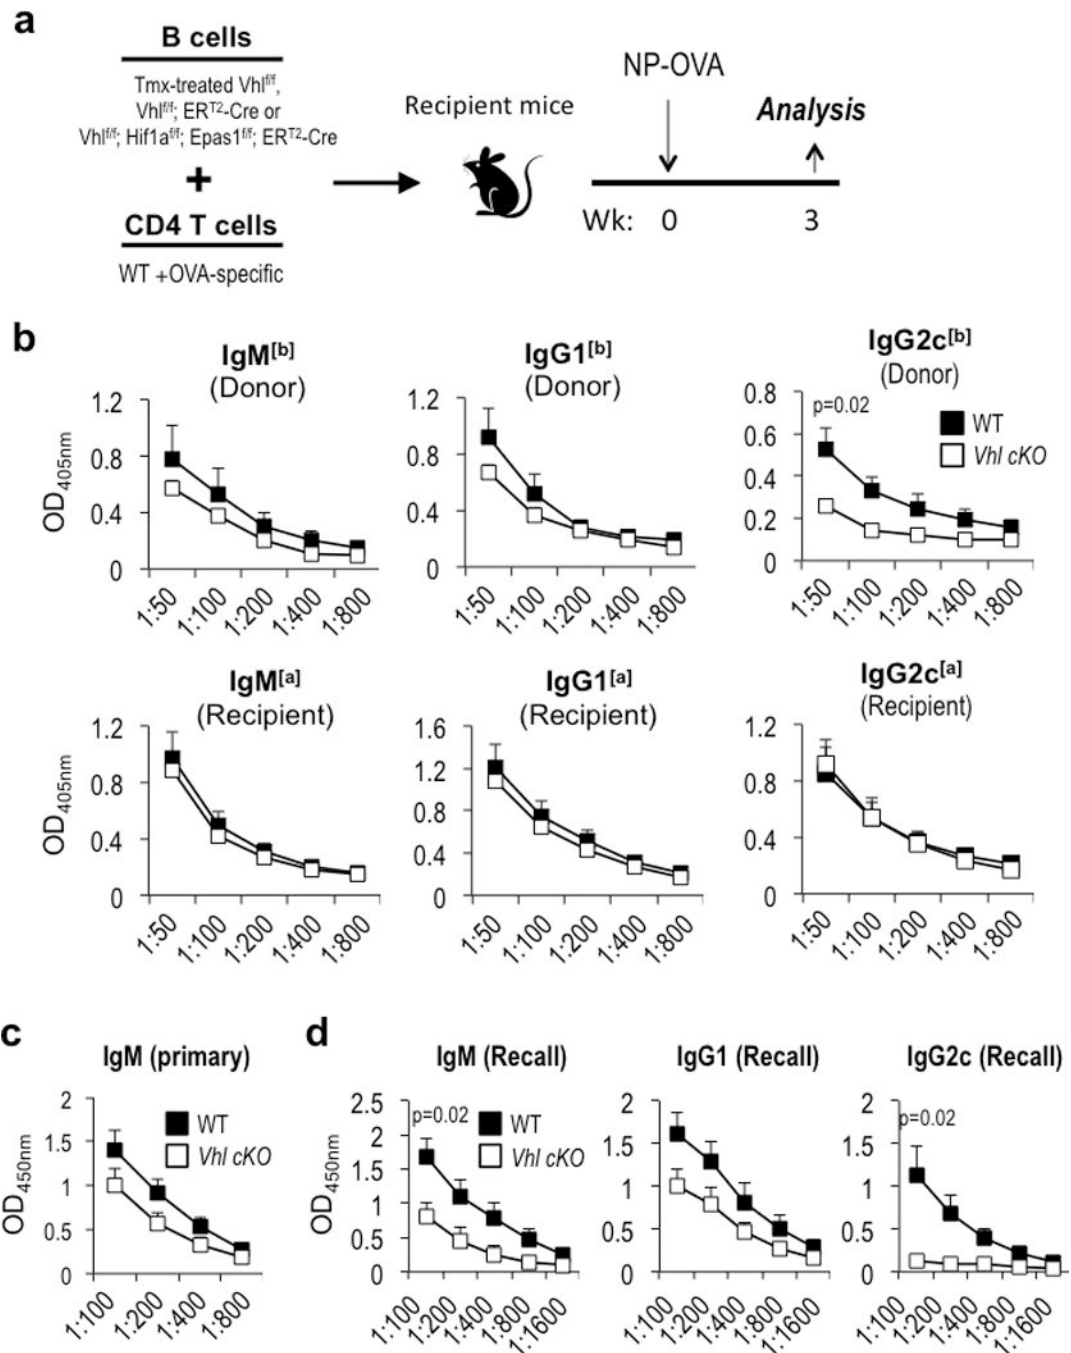 a
B cells
Tmx-treated Vhl^f/f,
Vhl^f/f; ER^T2-Cre or
Vhl^f/f; Hif1a^f/f; Epas1^f/f; ER^T2-Cre
+
CD4 T cells
WT +OVA-specific
Recipient mice
NP-OVA
Analysis
Wk: 0 3
b
IgM[b]
(Donor)
OD405nm
1.2
0.8
0.4
0
1:50 1:100 1:200 1:400 1:800
IgG1[b]
(Donor)
1.2
0.8
0.4
0
1:50 1:100 1:200 1:400 1:800
IgG2c[b]
(Donor)
0.8
0.6
0.4
0.2
0
p=0.02
WT
Vhl cKO
1:50 1:100 1:200 1:400 1:800
IgM[a]
(Recipient)
OD405nm
1.2
0.8
0.4
0
1:50 1:100 1:200 1:400 1:800
IgG1[a]
(Recipient)
1.6
1.2
0.8
0.4
0
1:50 1:100 1:200 1:400 1:800
IgG2c[a]
(Recipient)
1.2
0.8
0.4
0
1:50 1:100 1:200 1:400 1:800
c
IgM (primary)
OD450nm
2
1.5
1
0.5
0
WT
Vhl cKO
1:100 1:200 1:400 1:800
d
IgM (Recall)
OD450nm
2.5
2
1.5
1
0.5
0
p=0.02
WT
Vhl cKO
1:100 1:200 1:400 1:800 1:1600
IgG1 (Recall)
2
1.5
1
0.5
0
1:100 1:200 1:400 1:800 1:1600
IgG2c (Recall)
2
1.5
1
0.5
0
p=0.02
1:100 1:200 1:400 1:800 1:1600